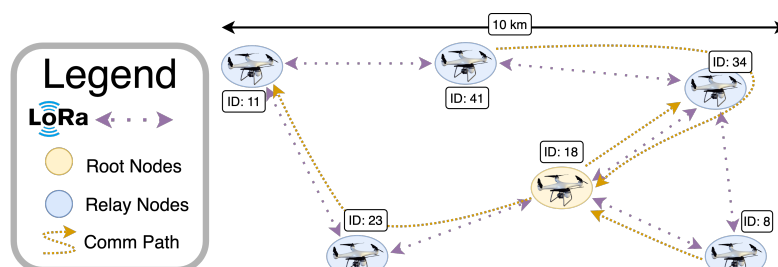 10 km
Legend
LoRa
Root Nodes
Relay Nodes
Comm Path
ID: 11
ID: 41
ID: 34
ID: 18
ID: 23
ID: 8